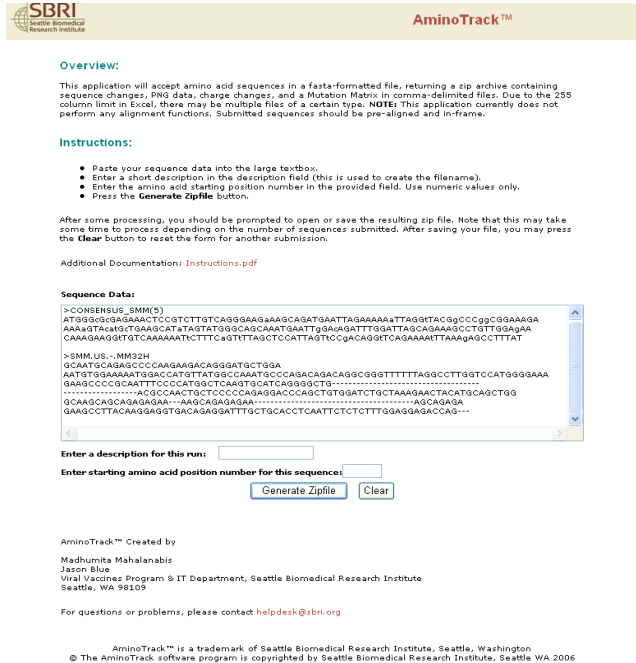 SBRI
Seattle Biomedical
Research Institute
AminoTrack™
Overview:
This application will accept amino acid sequences in a fasta-formatted file, returning a zip archive containing
sequence changes, PNG data, charge changes, and a Mutation Matrix in comma-delimited files. Due to the 255
column limit in Excel, there may be multiple files of a certain type. NOTE: This application currently does not
perform any alignment functions. Submitted sequences should be pre-aligned and in-frame.
Instructions:
● Paste your sequence data into the large textbox.
● Enter a short description in the description field (this is used to create the filename).
● Enter the amino acid starting position number in the provided field. Use numeric values only.
● Press the Generate Zipfile button.
After some processing, you should be prompted to open or save the resulting zip file. Note that this may take
some time to process depending on the number of sequences submitted. After saving your file, you may press
the Clear button to reset the form for another submission.
Additional Documentation: Instructions.pdf
Sequence Data:
>CONSENSUS_SMM(5)
ATGGGcGcGAGAAACTCCGTCTTGTCAGGGAAGaAAGCAGATGAATTAGAAAAAaTTAGGtTACGgCCCggCGGAAAGA
AAAaGTACatGcTGAAGCATaTAGTATGGGCAGCAAATGAATTgGAcAGATTTGGATTAGCAGAAAGCCTGTTGGAgAA
CAAAGAAGGtTGTCAAAAAATtCTTTCaGTtTTAGCTCCATTAGTtCCgACAGGtTCAGAAAAtTTAAAgAGCCTTTAT
>SMM.US.-.MM32H
GCAATGCAGAGCCCCAAGAAGACAGGGATGCTGGA
AATGTGGAAAAATGGACCATGTTATGGCCAAATGCCCAGACAGACAGGCGGGTTTTTTAGGCCTTGGTCCATGGGGAAA
GAAGCCCCGCAATTTCCCCATGGCTCAAGTGCATCAGGGGCTG------------------------------------
------------------ACGCCAACTGCTCCCCCAGAGGACCCAGCTGTGGATCTGCTAAAGAACTACATGCAGCTGG
GCAAGCAGCAGAGAGAA---AAGCAGAGAGAA---------------------------------------AGCAGAGA
GAAGCCTTACAAGGAGGTGACAGAGGATTTGCTGCACCTCAATTCTCTCTTTGGAGGAGACCAG---
Enter a description for this run:
Enter starting amino acid position number for this sequence:
Generate Zipfile Clear
AminoTrack™ Created by
Madhumita Mahalanabis
Jason Blue
Viral Vaccines Program & IT Department, Seattle Biomedical Research Institute
Seattle, WA 98109
For questions or problems, please contact helpdesk@sbri.org
AminoTrack™ is a trademark of Seattle Biomedical Research Institute, Seattle, Washington
© The AminoTrack software program is copyrighted by Seattle Biomedical Research Institute, Seattle WA 2006